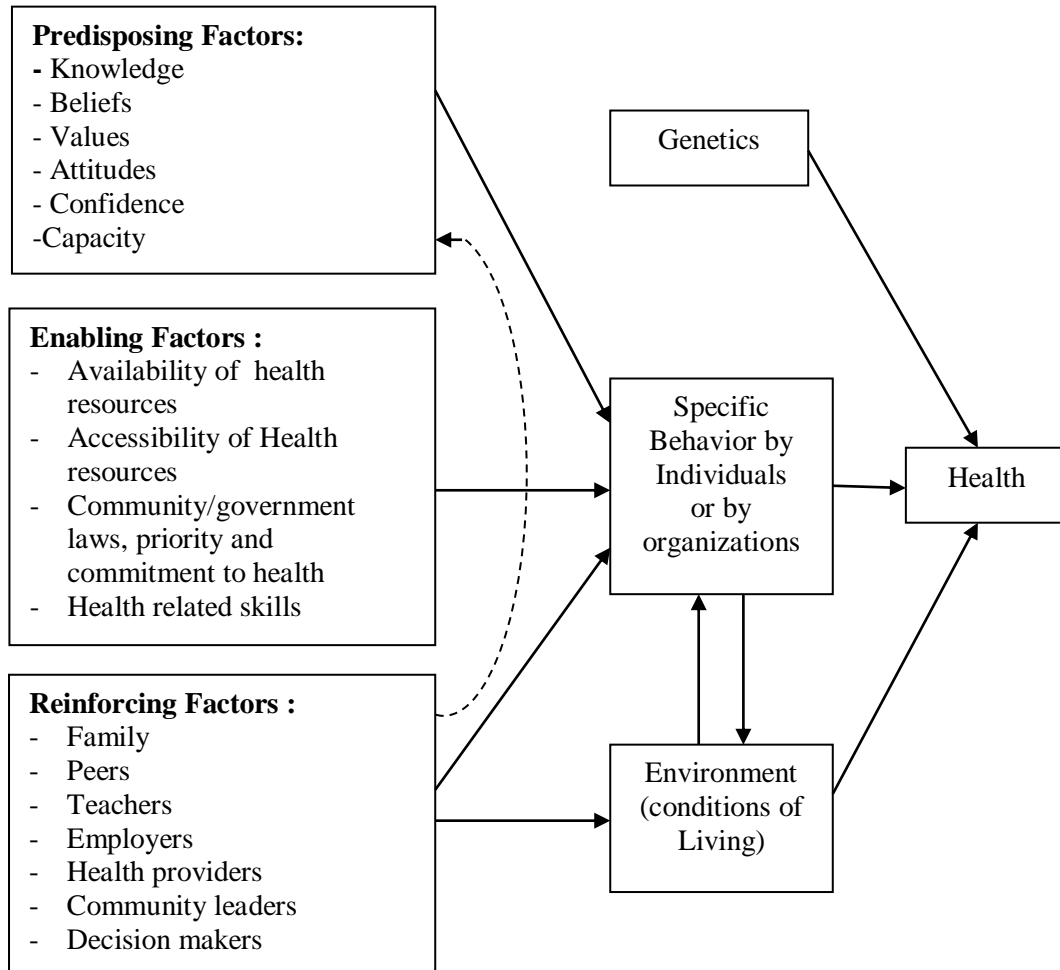 Predisposing Factors:
- Knowledge
- Beliefs
- Values
- Attitudes
- Confidence
-Capacity
Enabling Factors :
- Availability of health
resources
- Accessibility of Health
resources
- Community/government
laws, priority and
commitment to health
- Health related skills
Reinforcing Factors :
- Family
- Peers
- Teachers
- Employers
- Health providers
- Community leaders
- Decision makers
Genetics
Specific
Behavior by
Individuals
or by
organizations
Environment
(conditions of
Living)
Health